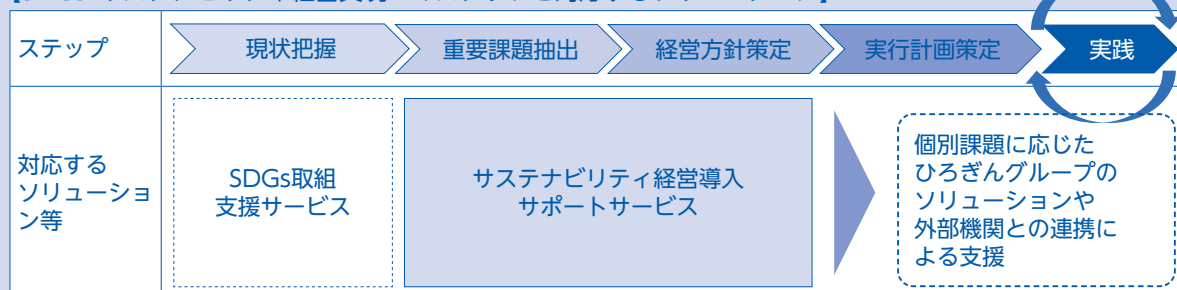 ステップ
現状把握
重要課題抽出
経営方針策定
実行計画策定
実践
対応する
ソリューショ
ン等
SDGs取組
支援サービス
サステナビリティ経営導入
サポートサービス
個別課題に応じた
ひろぎんグループの
ソリューションや
外部機関との連携に
よる支援